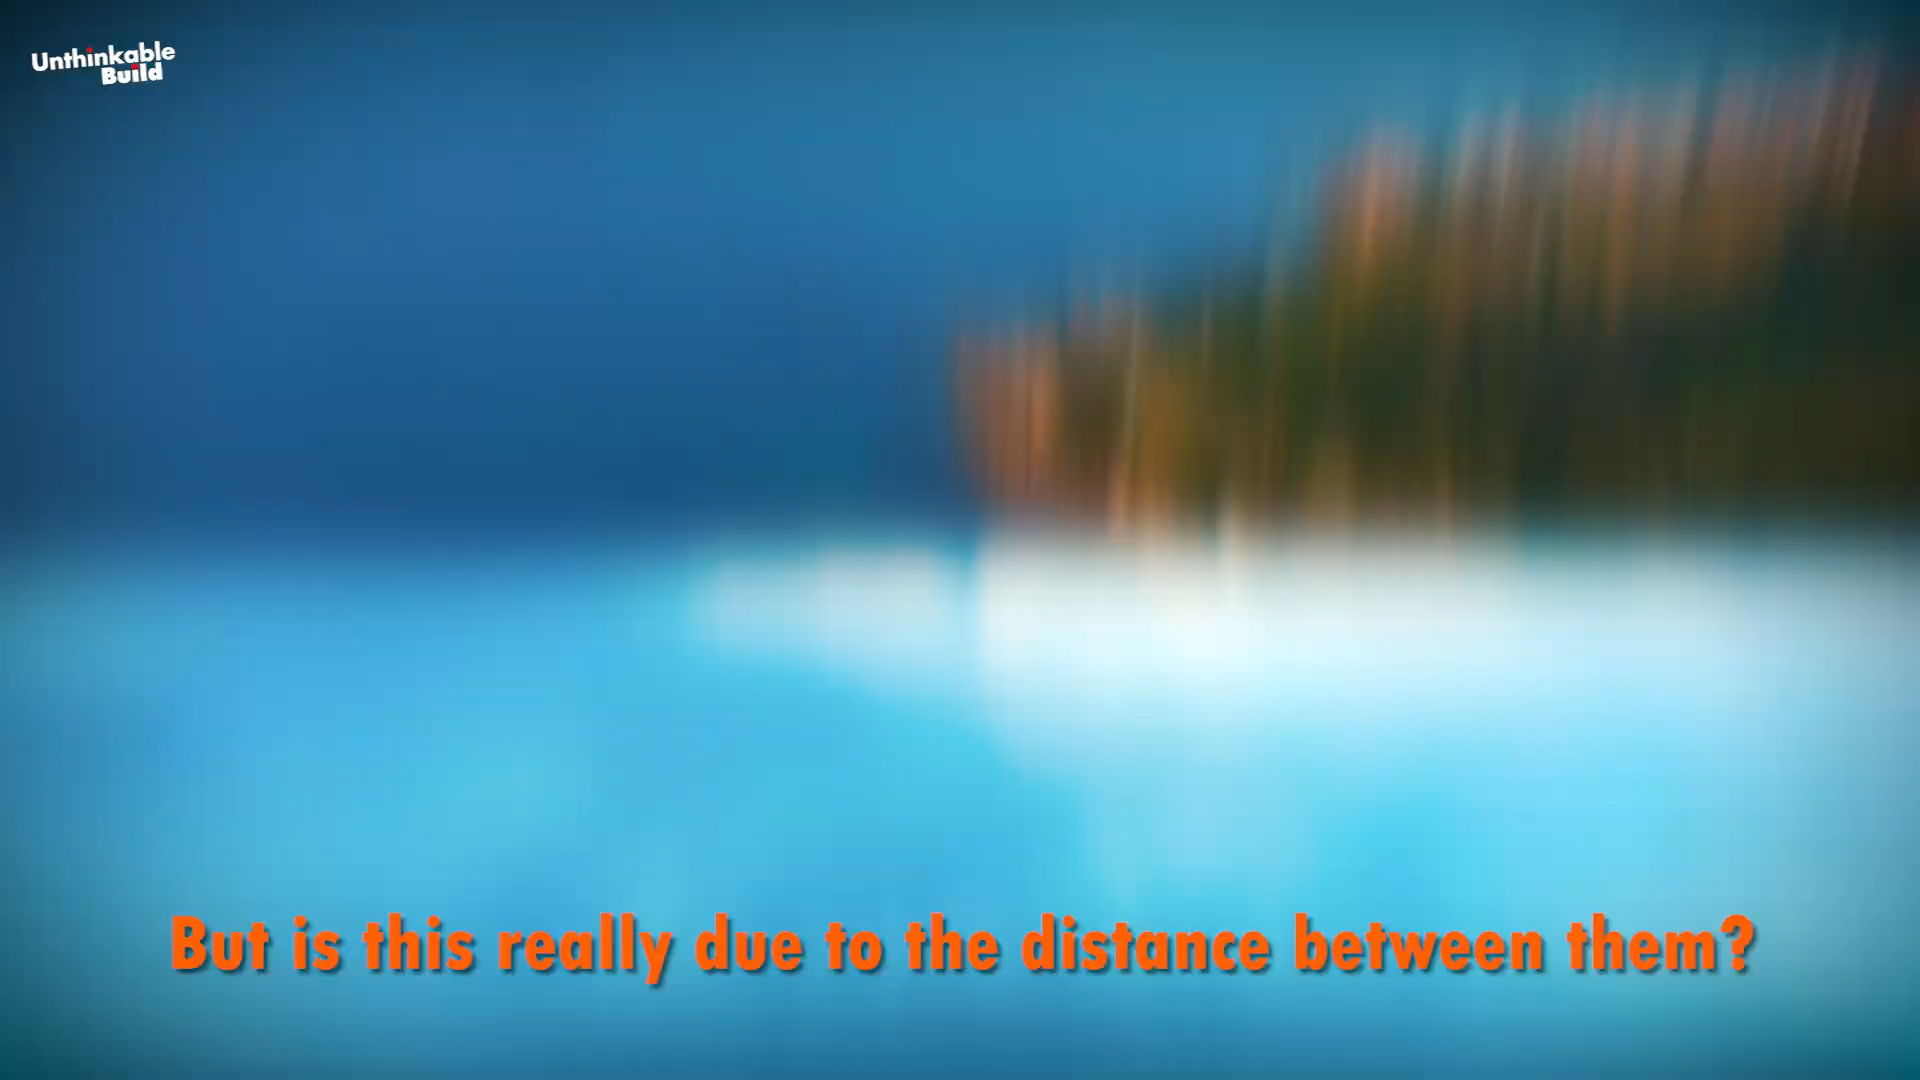 Unthinkable
Build
But is this really due to the distance between them?